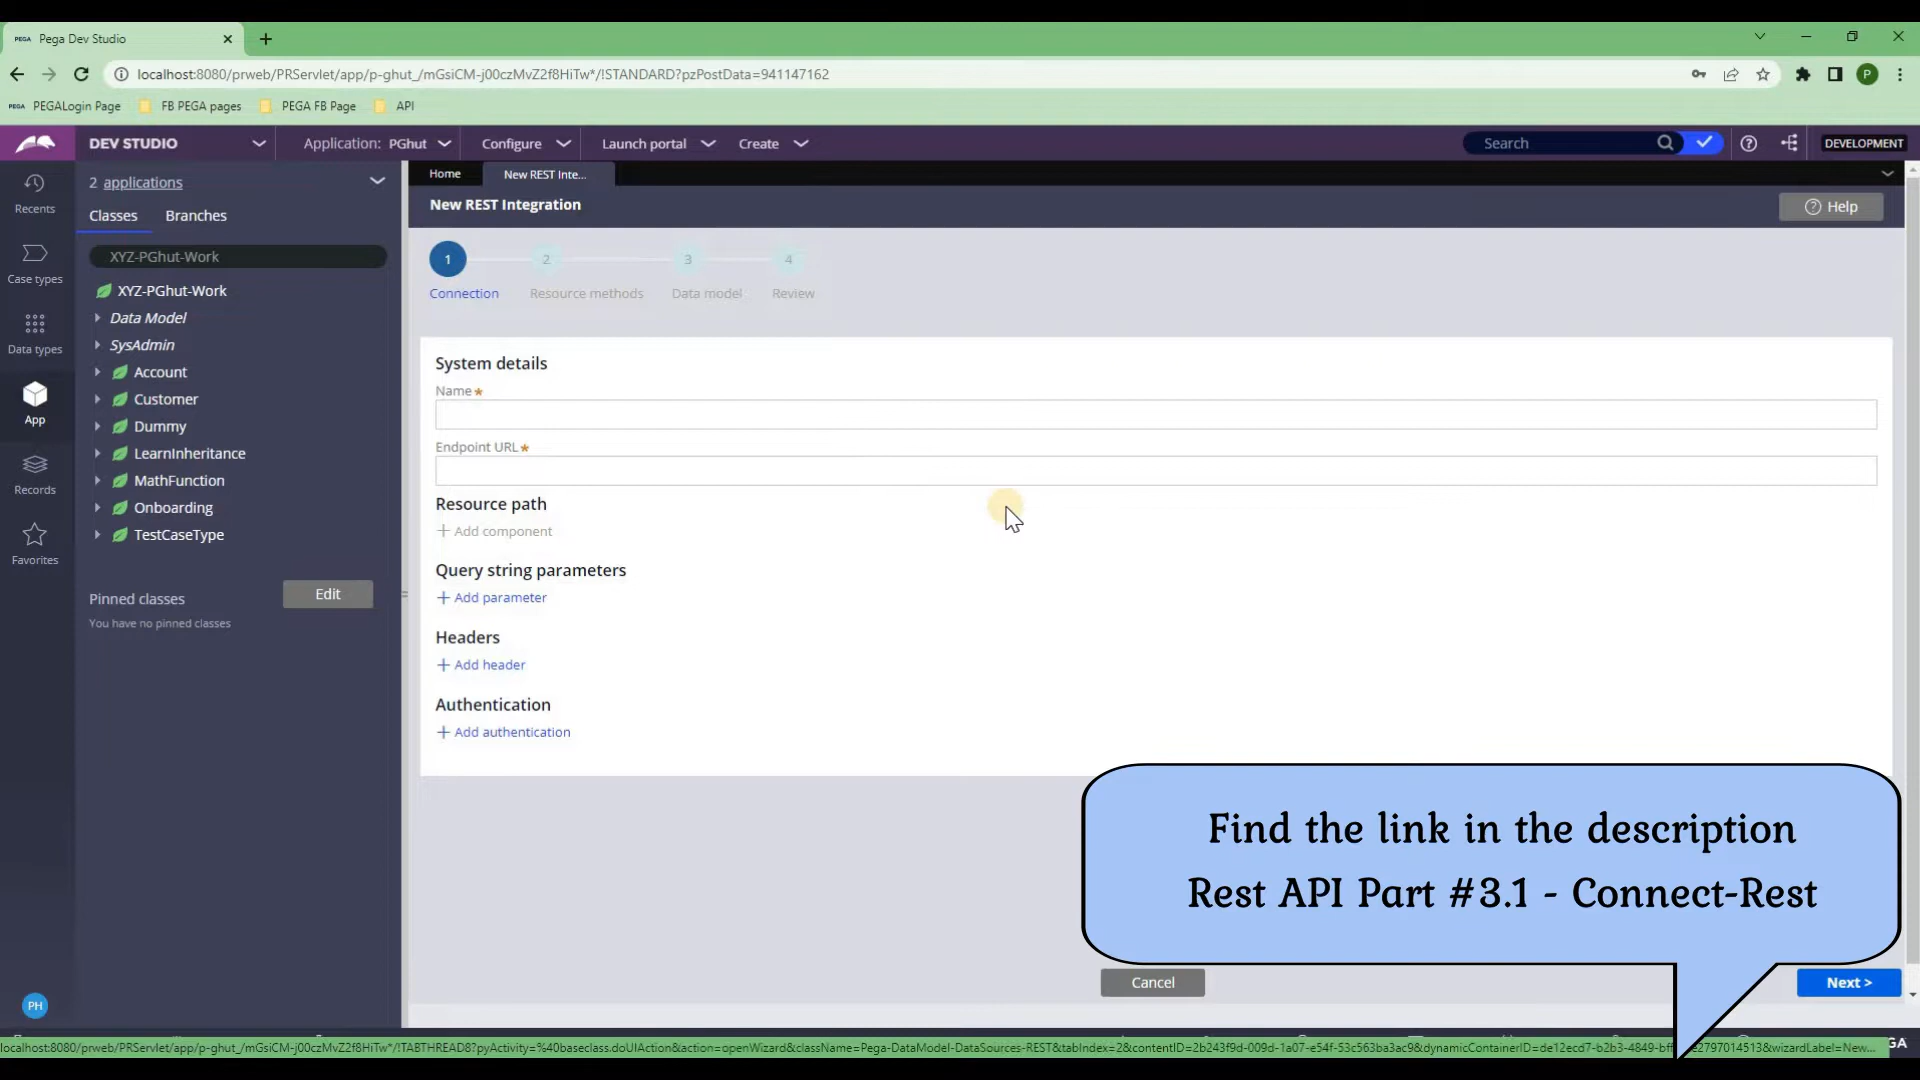 PEGA Pega Dev Studio
localhost:8080/prweb/PRServlet/app/p-ghut_/mGsiCM-j00czMvZ2f8HiTw*/!STANDARD?pzPostData=941147162
P
PEGA PEGALogin Page FB PEGA pages PEGA FB Page API
DEV STUDIO Application: PGhut Configure Launch portal Create Search DEVELOPMENT
Recents
Case types
Data types
App
Records
Favorites
PH
2 applications
Classes Branches
XYZ-PGhut-Work
XYZ-PGhut-Work
Data Model
SysAdmin
Account
Customer
Dummy
LearnInheritance
MathFunction
Onboarding
TestCaseType
Pinned classes Edit
You have no pinned classes
Home New REST Inte...
New REST Integration Help
1 2 3 4
Connection Resource methods Data model Review
System details
Name★
Endpoint URL★
Resource path
+ Add component
Query string parameters
+ Add parameter
Headers
+ Add header
Authentication
+ Add authentication
Find the link in the description
Rest API Part #3.1 - Connect-Rest
Cancel Next >